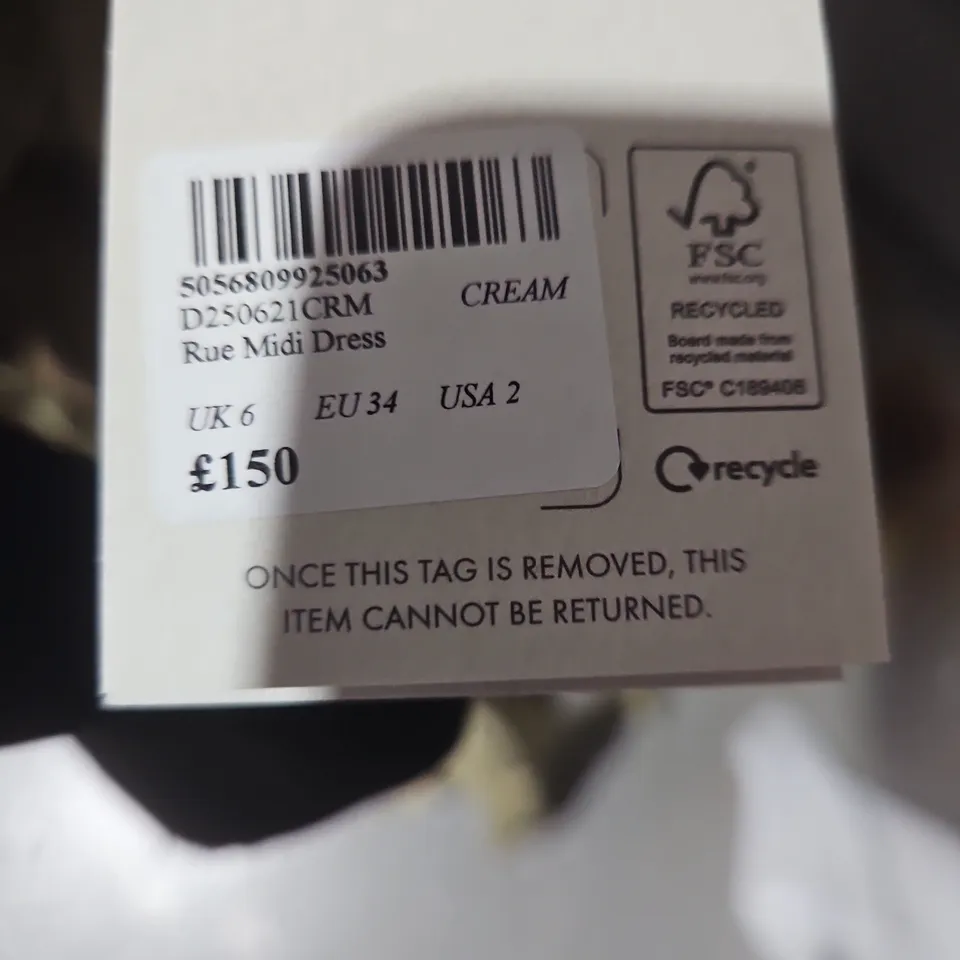 5056809925063
D250621CRM CREAM
Rue Midi Dress
UK 6 EU 34 USA 2
£150
FSC
www.fsc.org
RECYCLED
Board made from
recycled material
FSC® C189408
recycle
ONCE THIS TAG IS REMOVED, THIS
ITEM CANNOT BE RETURNED.